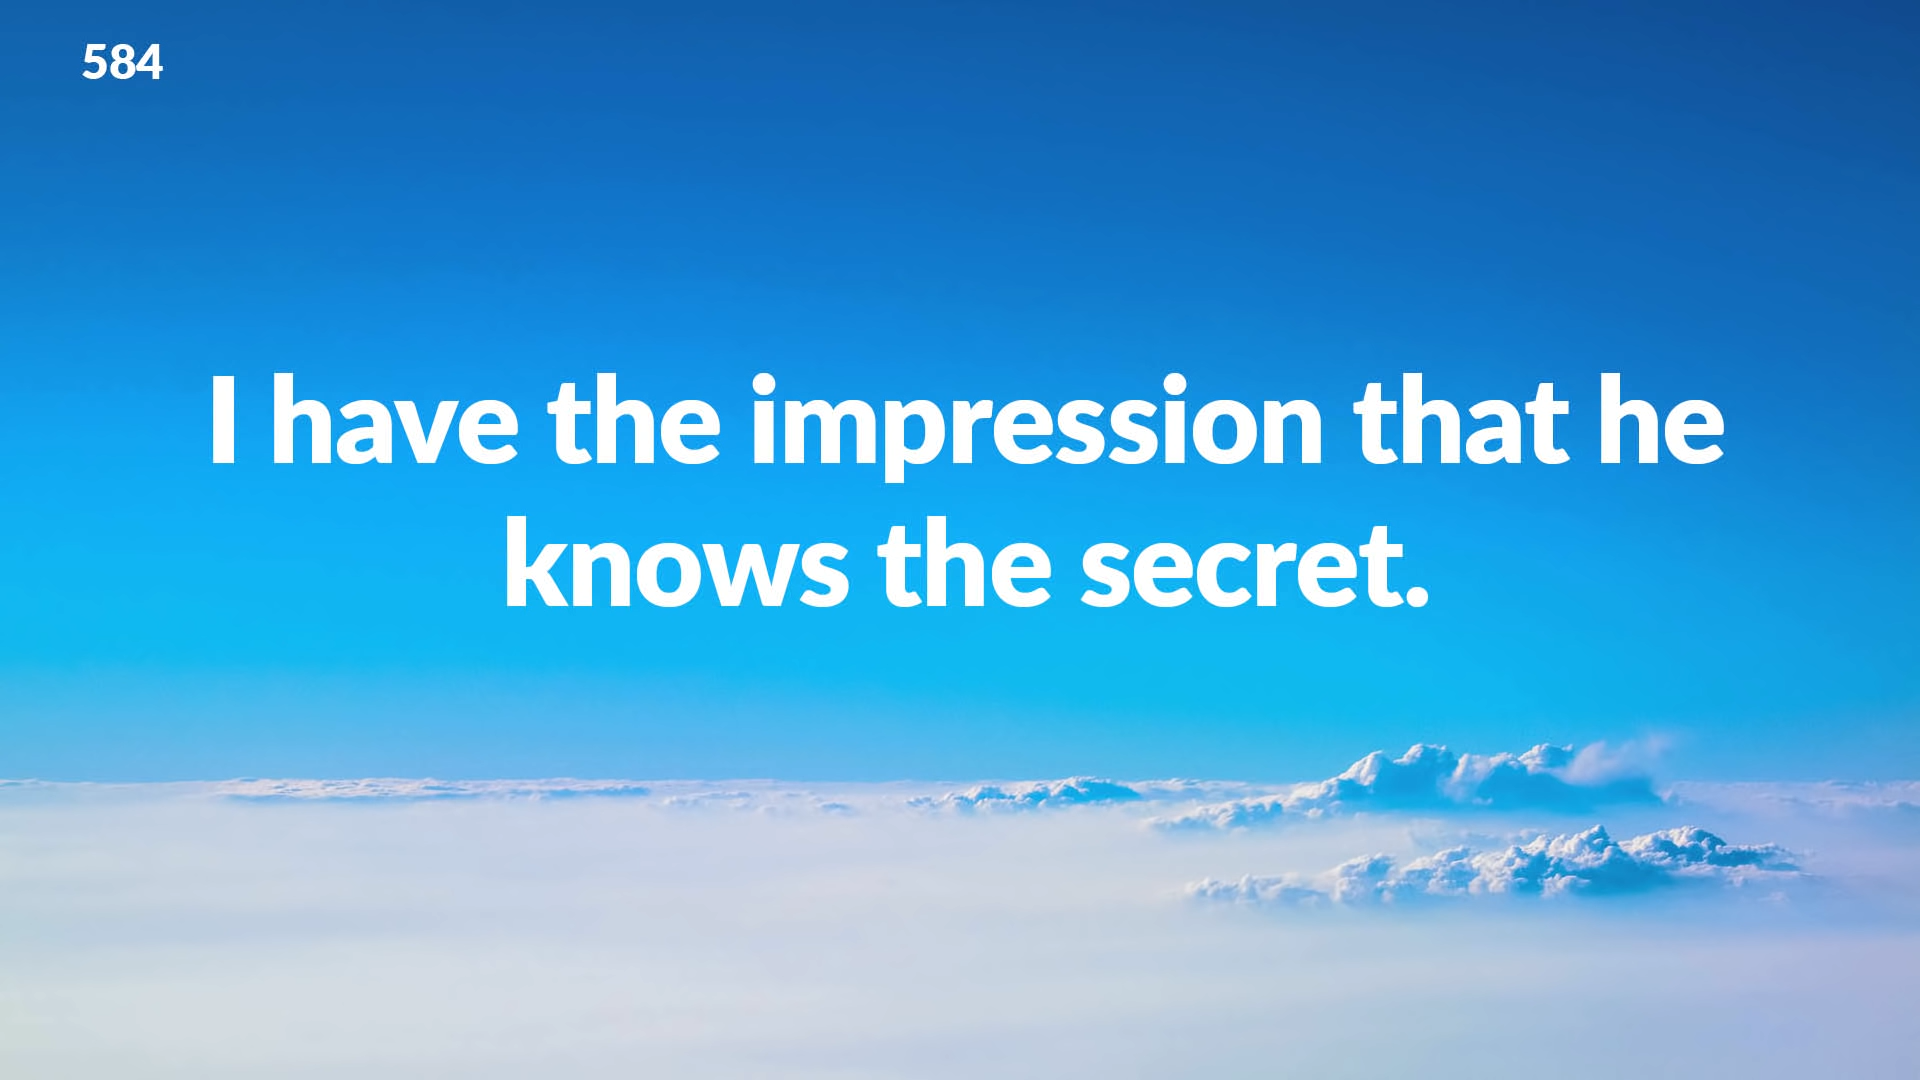 584
I have the impression that he
knows the secret.